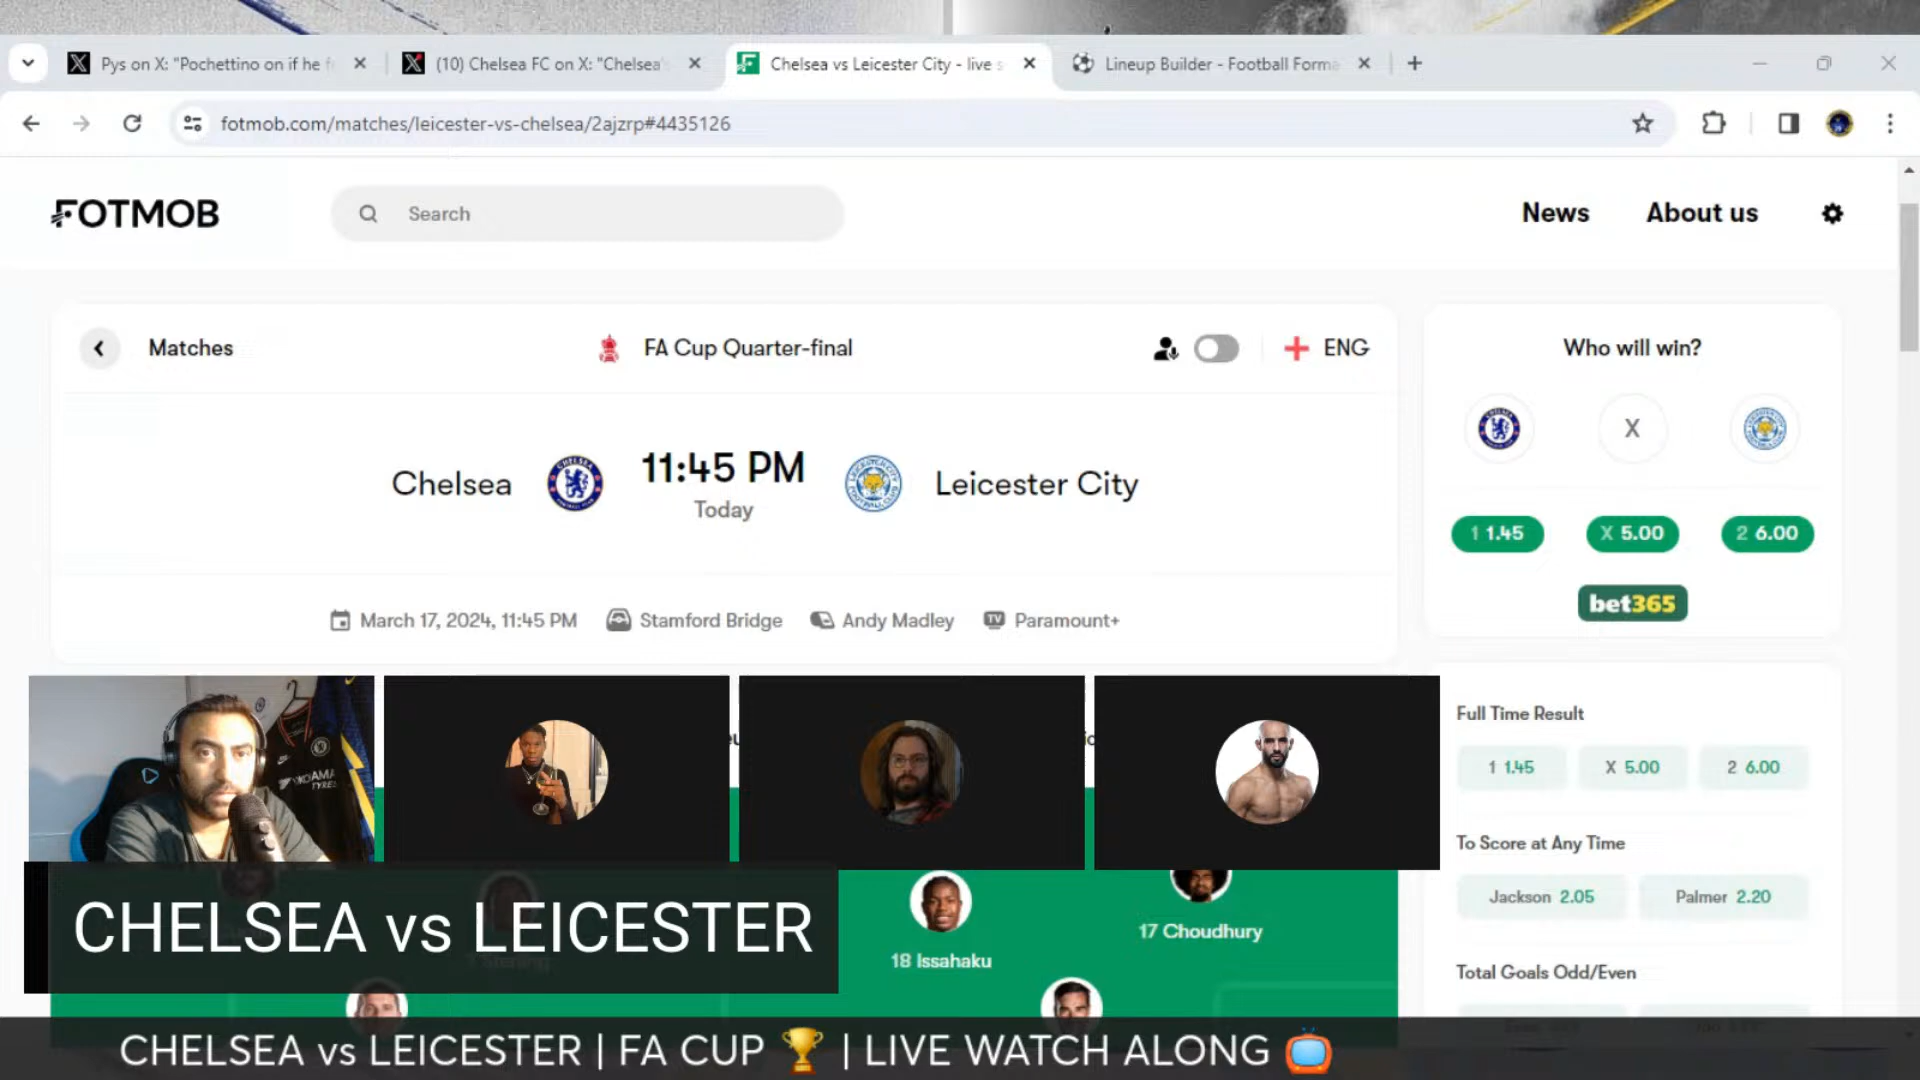 Pys on X: "Pochettino on if he f
(10) Chelsea FC on X: "Chelsea'
Chelsea vs Leicester City - live s
Lineup Builder - Football Forma
fotmob.com/matches/leicester-vs-chelsea/2ajzrp#4435126
FOTMOB
Search
News
About us
Matches
FA Cup Quarter-final
ENG
Who will win?
X
Chelsea
11:45 PM
Today
Leicester City
1 1.45
X 5.00
2 6.00
bet365
March 17, 2024, 11:45 PM
Stamford Bridge
Andy Madley
TV
Paramount+
Full Time Result
1 1.45
X 5.00
2 6.00
To Score at Any Time
Jackson 2.05
Palmer 2.20
YOKOHAMA
TYRES
17 Choudhury
18 Issahaku
CHELSEA vs LEICESTER
Sterling
Total Goals Odd/Even
CHELSEA vs LEICESTER | FA CUP 🏆 | LIVE WATCH ALONG 📺